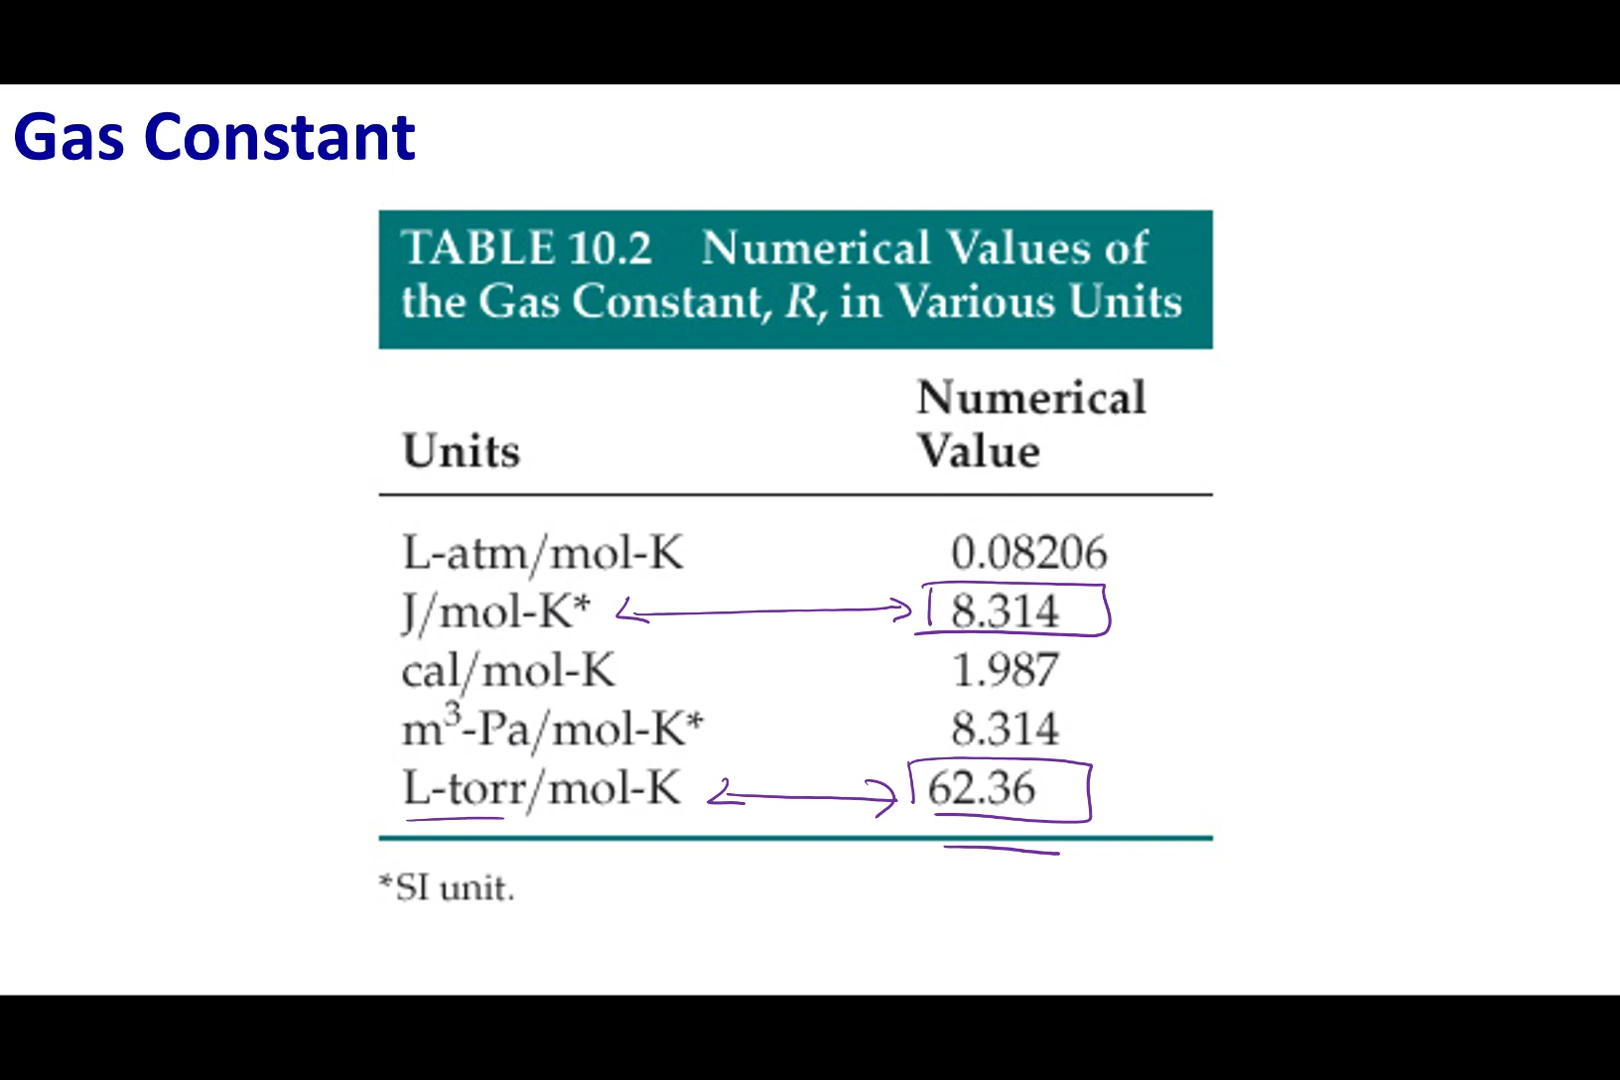 Gas Constant
TABLE 10.2 Numerical Values of
the Gas Constant, R, in Various Units
Numerical
Units Value
L-atm/mol-K 0.08206
J/mol-K* 8.314
cal/mol-K 1.987
m³-Pa/mol-K* 8.314
L-torr/mol-K 62.36
*SI unit.